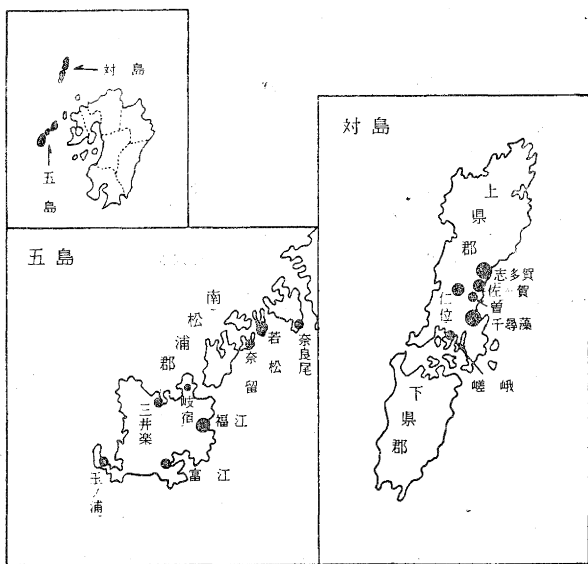 対島
五島
五島
南松浦郡
若松
奈良尾
奈留
岐宿
三井楽
福江
富江
玉ノ浦
対島
上県郡
志多賀
佐賀
曽
仁位
千尋藻
嵯峨
下県郡